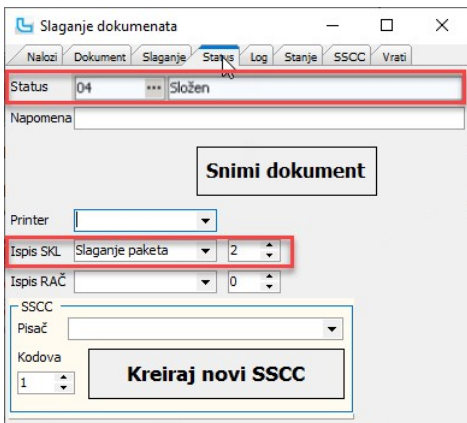 Slaganje dokumenata
Nalozi Dokument Slaganje Status Log Stanje SSCC Vrati
Status 04 ... Složen
Napomena
Snimi dokument
Printer
Ispis SKL Slaganje paketa 2
Ispis RAČ 0
SSCC
Pisač
Kodova
1
Kreiraj novi SSCC